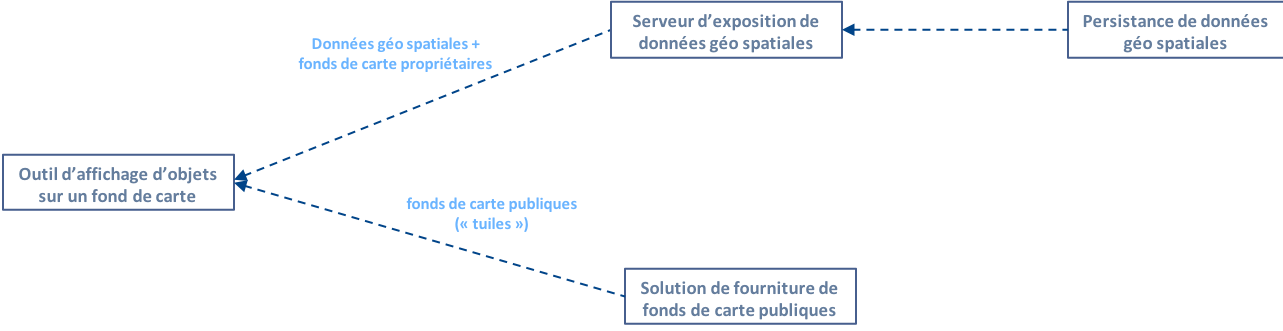 Serveur d’exposition de
données géo spatiales
Persistance de données
géo spatiales
Données géo spatiales +
fonds de carte propriétaires
Outil d’affichage d’objets
sur un fond de carte
fonds de carte publiques
(« tuiles »)
Solution de fourniture de
fonds de carte publiques